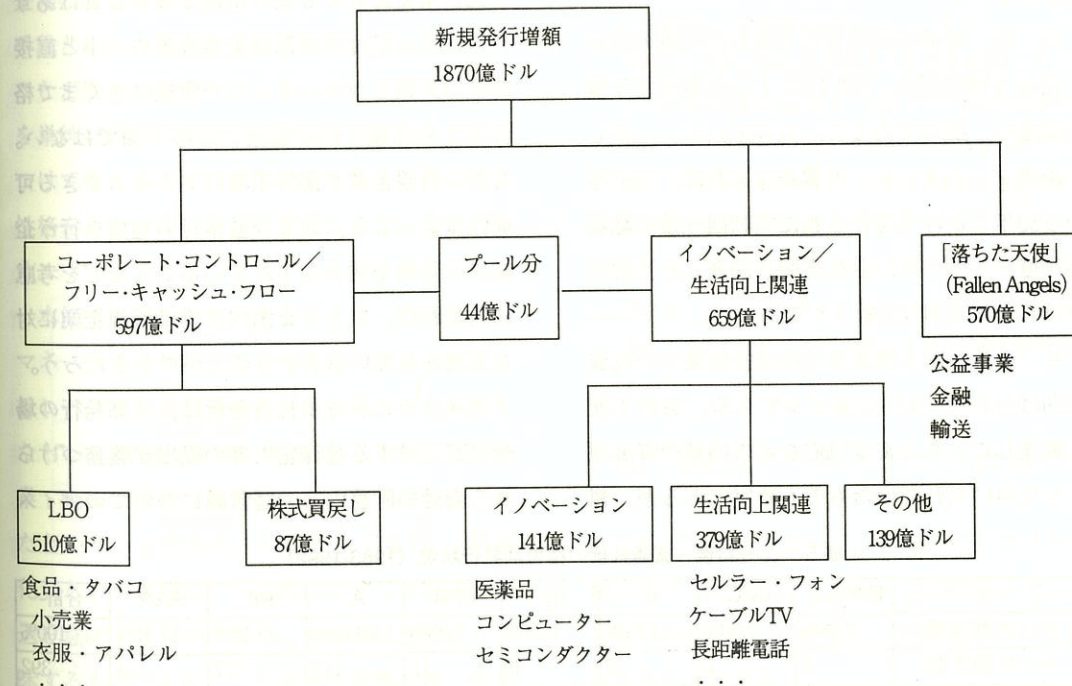 新規発行増額
1870億ドル
コーポレート・コントロール／
フリー・キャッシュ・フロー
597億ドル
プール分
44億ドル
イノベーション／
生活向上関連
659億ドル
「落ちた天使」
(Fallen Angels)
570億ドル
公益事業
金融
輸送
LBO
510億ドル
食品・タバコ
小売業
衣服・アパレル
・・・
株式買戻し
87億ドル
イノベーション
141億ドル
医薬品
コンピューター
セミコンダクター
生活向上関連
379億ドル
セルラー・フォン
ケーブルTV
長距離電話
・・・
その他
139億ドル